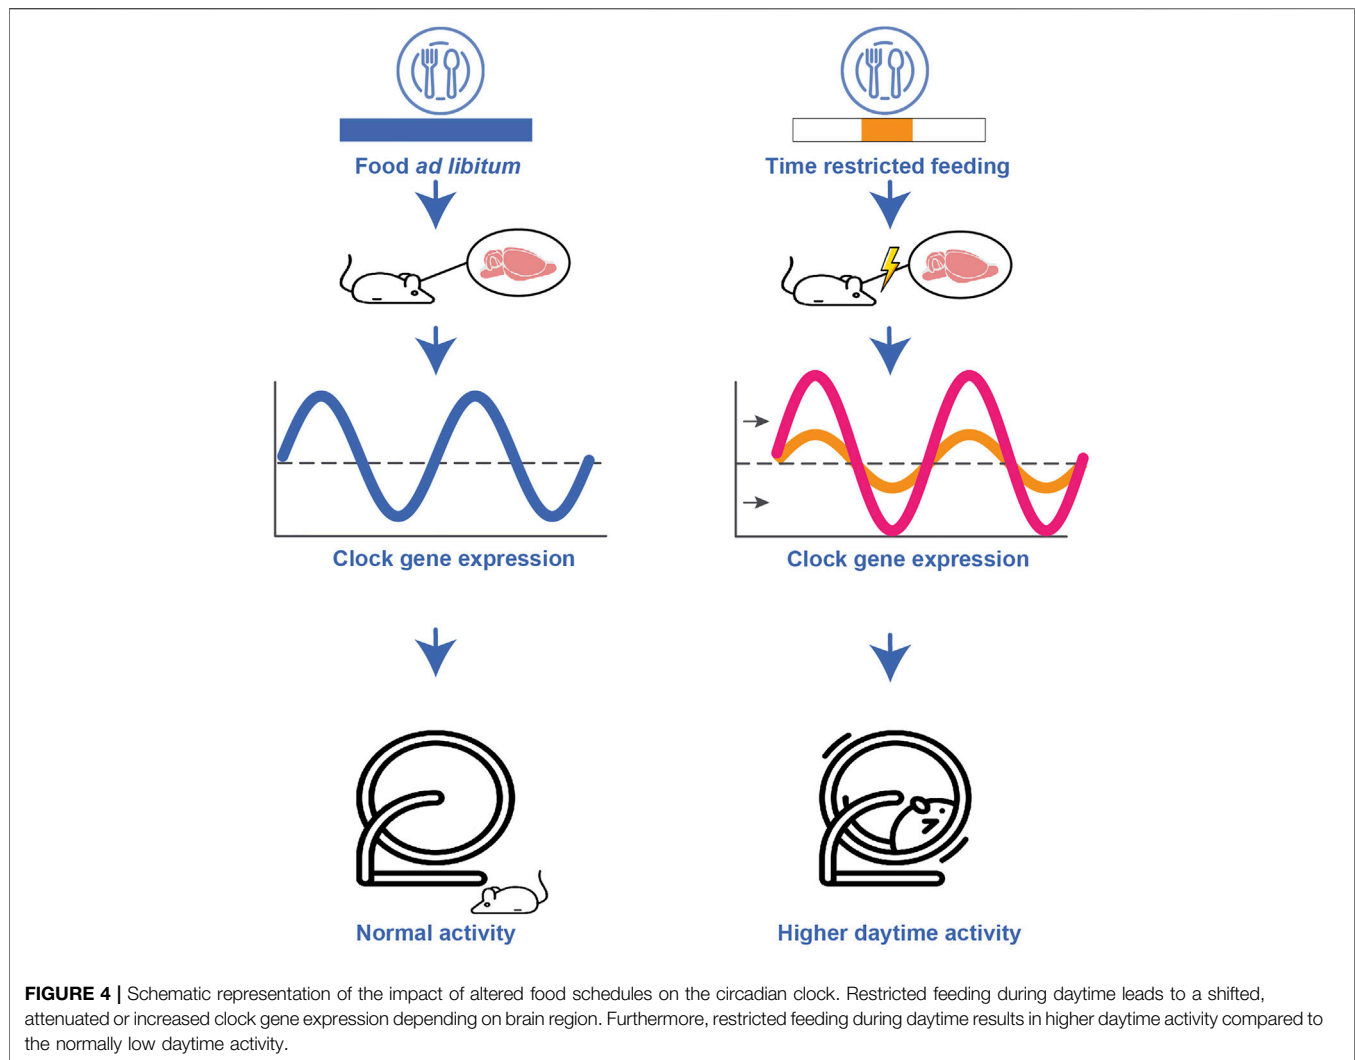 Food ad libitum
Time restricted feeding
Clock gene expression
Clock gene expression
Normal activity
Higher daytime activity
FIGURE 4 | Schematic representation of the impact of altered food schedules on the circadian clock. Restricted feeding during daytime leads to a shifted,
attenuated or increased clock gene expression depending on brain region. Furthermore, restricted feeding during daytime results in higher daytime activity compared to
the normally low daytime activity.